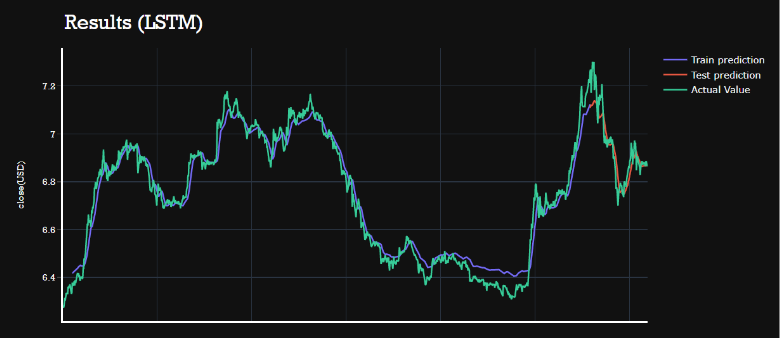 Results (LSTM)
Train prediction
Test prediction
Actual Value
7.2
7
6.8
6.6
6.4
close(USD)